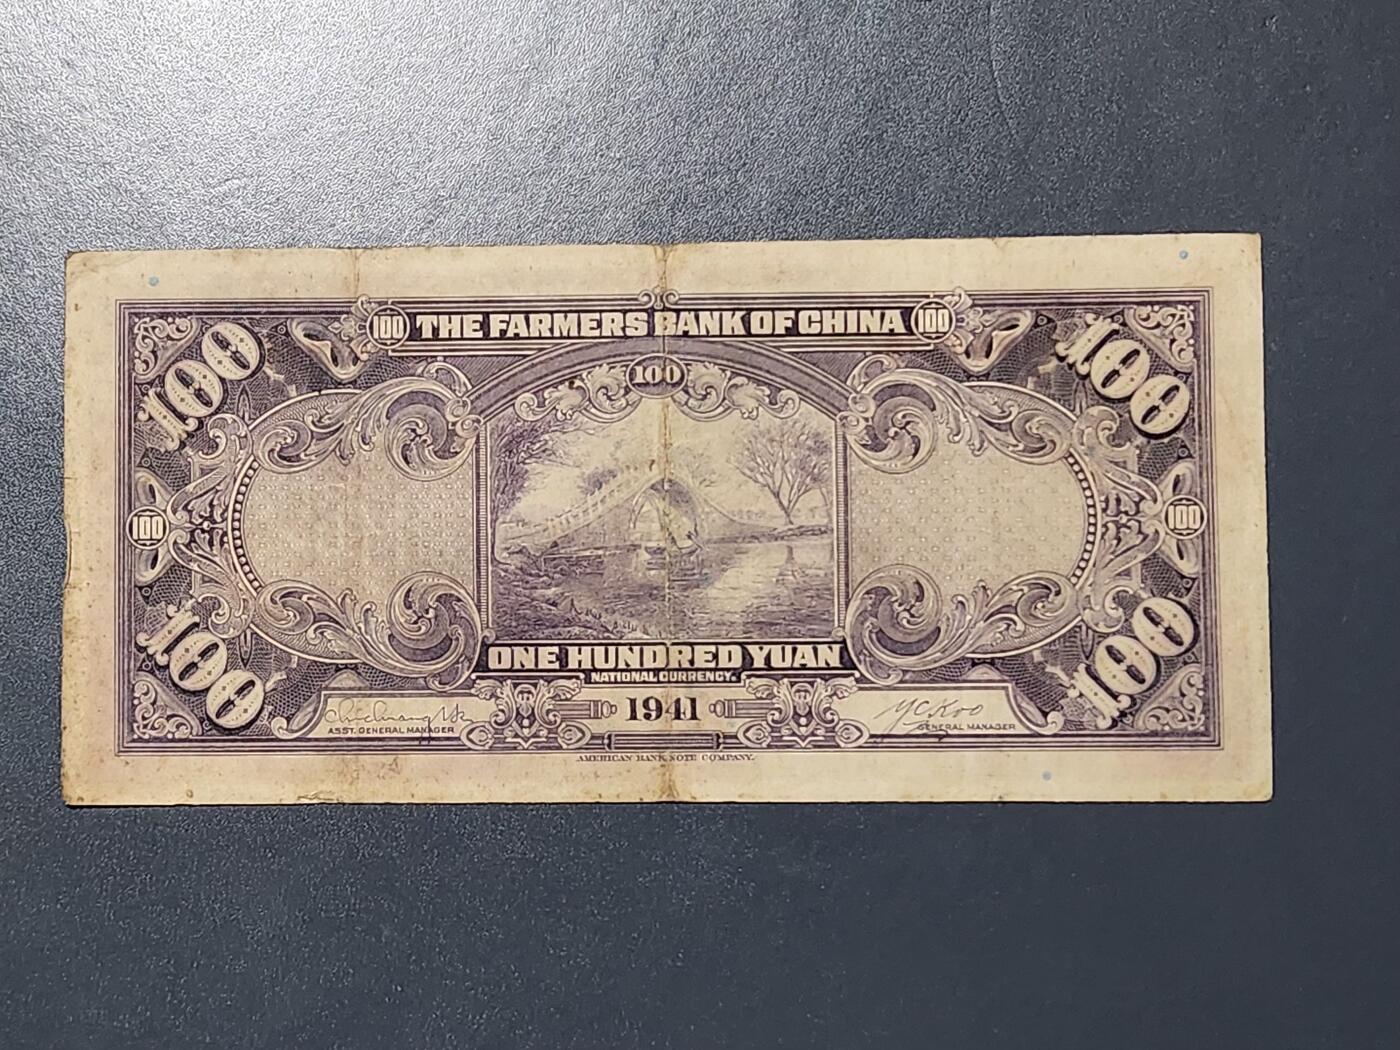 100 THE FARMERS BANK OF CHINA 100
100 100 100
100 100
100 100
ONE HUNDRED YUAN
NATIONAL CURRENCY.
1941
ASST. GENERAL MANAGER
Y C Koo
GENERAL MANAGER
AMERICAN BANK NOTE COMPANY.